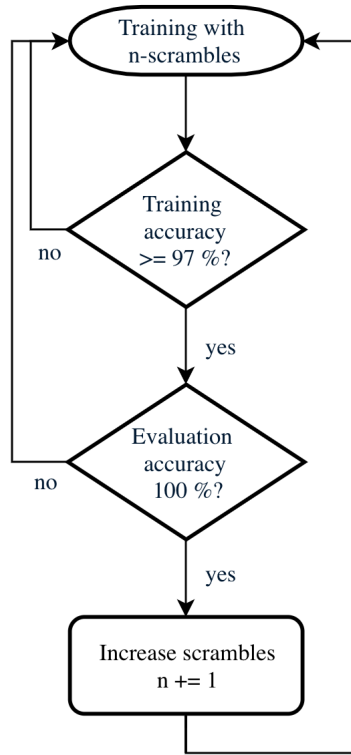 Training with
n-scrambles
Training
accuracy
>= 97 %?
no
yes
Evaluation
accuracy
100 %?
no
yes
Increase scrambles
n += 1